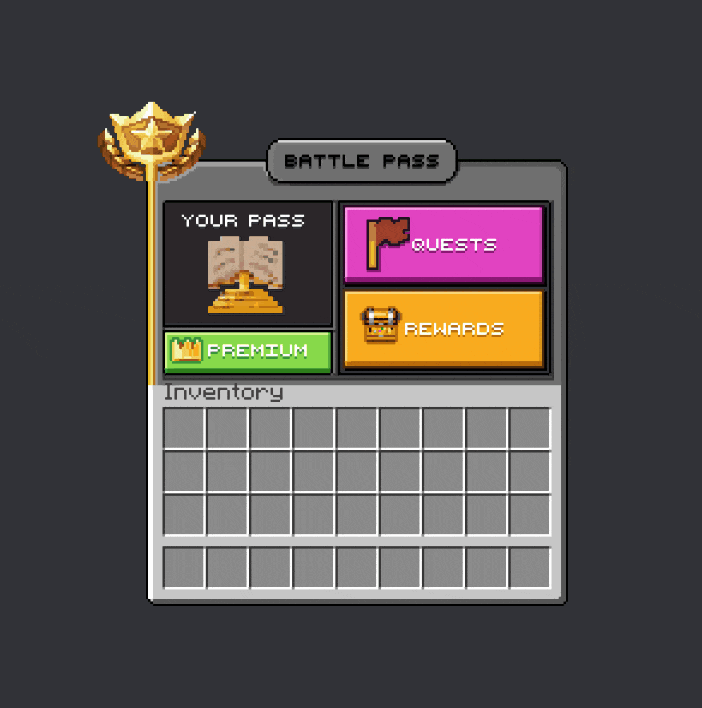 BATTLE PASS
YOUR PASS
QUESTS
REWARDS
PREMIUM
Inventory